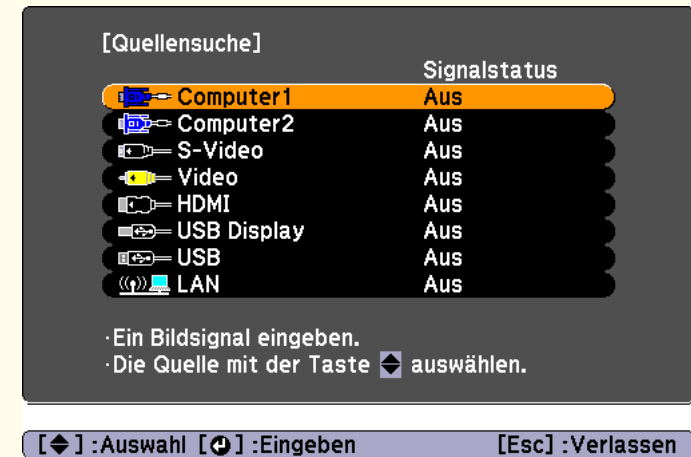 [Quellensuche]
Signalstatus
Computer1 Aus
Computer2 Aus
S-Video Aus
Video Aus
HDMI Aus
USB Display Aus
USB Aus
LAN Aus
·Ein Bildsignal eingeben.
·Die Quelle mit der Taste auswählen.
[ ] :Auswahl [ ] :Eingeben [Esc] :Verlassen